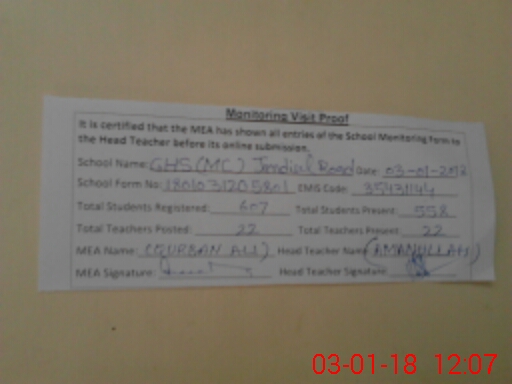 Monitoring Visit Proof
It is certified that the MEA has shown all entries of the School Monitoring Form to
the Head Teacher before its online submission.
School Name: GHS (MC) Road Date: 03-01-2018
School Form No: 1801031205801 EMIS Code: 35431144
Total Students Registered: 607 Total Students Present: 558
Total Teachers Posted: 22 Total Teachers Present: 22
MEA Name: (QURBAN ALI) Head Teacher Name (AMANULLAH)
MEA Signature: Head Teacher Signature
03-01-18 12:07